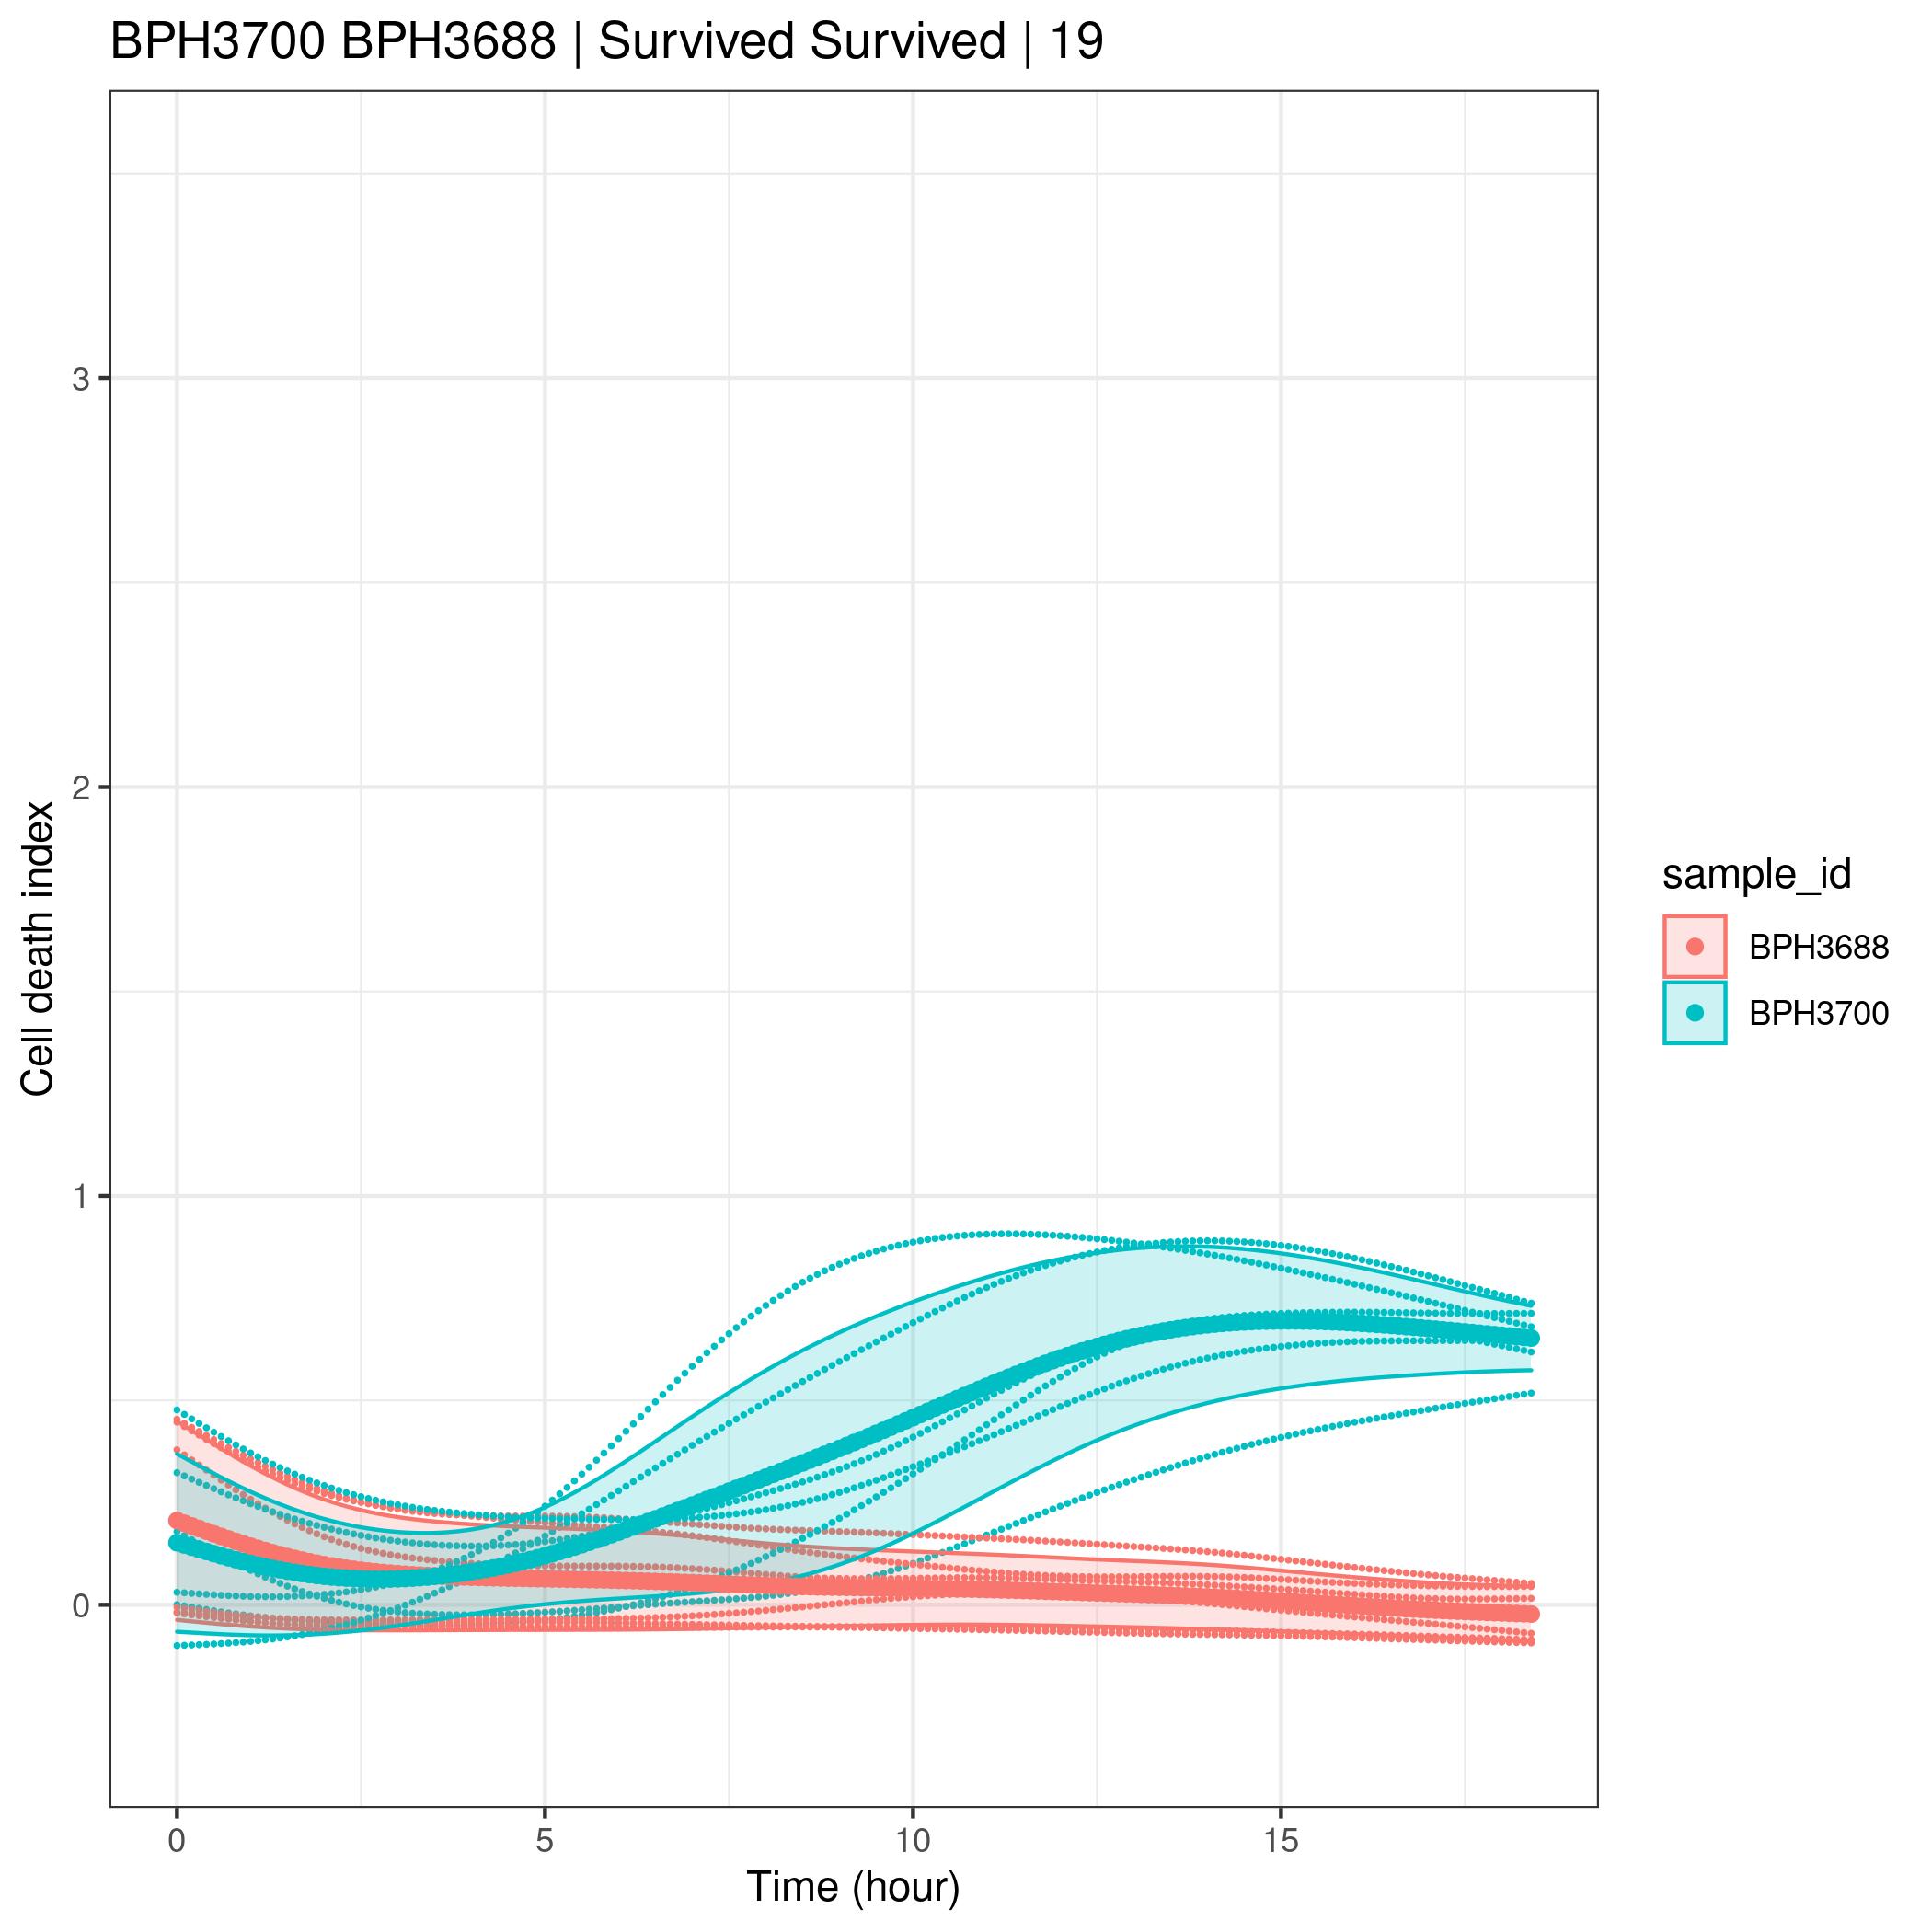 BPH3700 BPH3688 | Survived Survived | 19
Cell death index
3
2
1
0
0 5 10 15
Time (hour)
sample_id
BPH3688
BPH3700